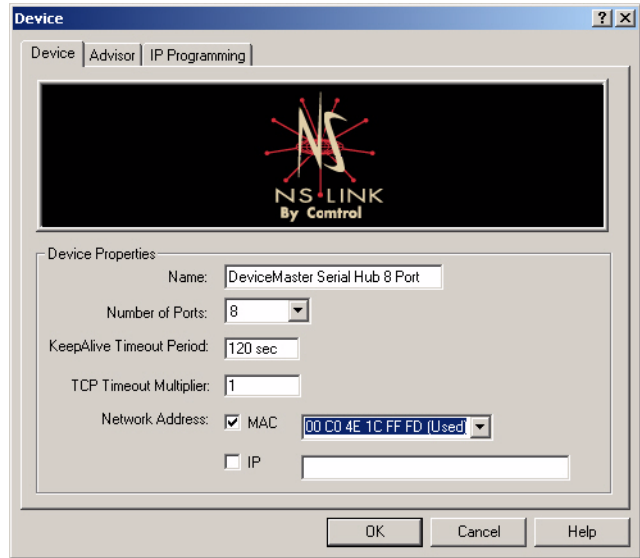 Device
Device Advisor IP Programming
NS
NS•LINK
By Comtrol
Device Properties
Name: DeviceMaster Serial Hub 8 Port
Number of Ports: 8
KeepAlive Timeout Period: 120 sec
TCP Timeout Multiplier: 1
Network Address: MAC 00 C0 4E 1C FF FD (Used)
IP
OK Cancel Help